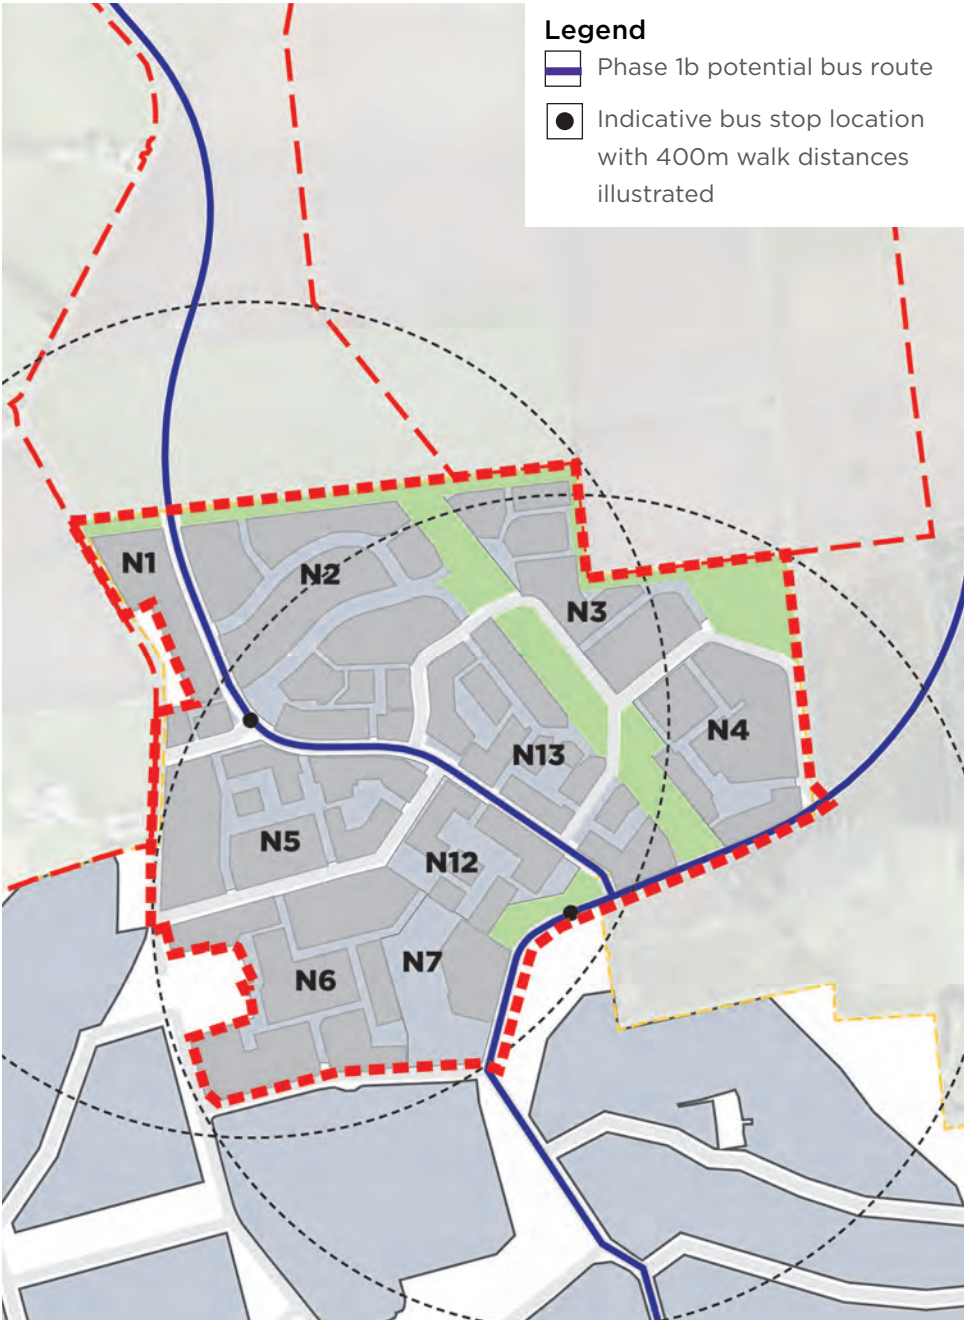 Legend
Phase 1b potential bus route
Indicative bus stop location
with 400m walk distances
illustrated
N1
N2
N3
N4
N13
N5
N12
N7
N6